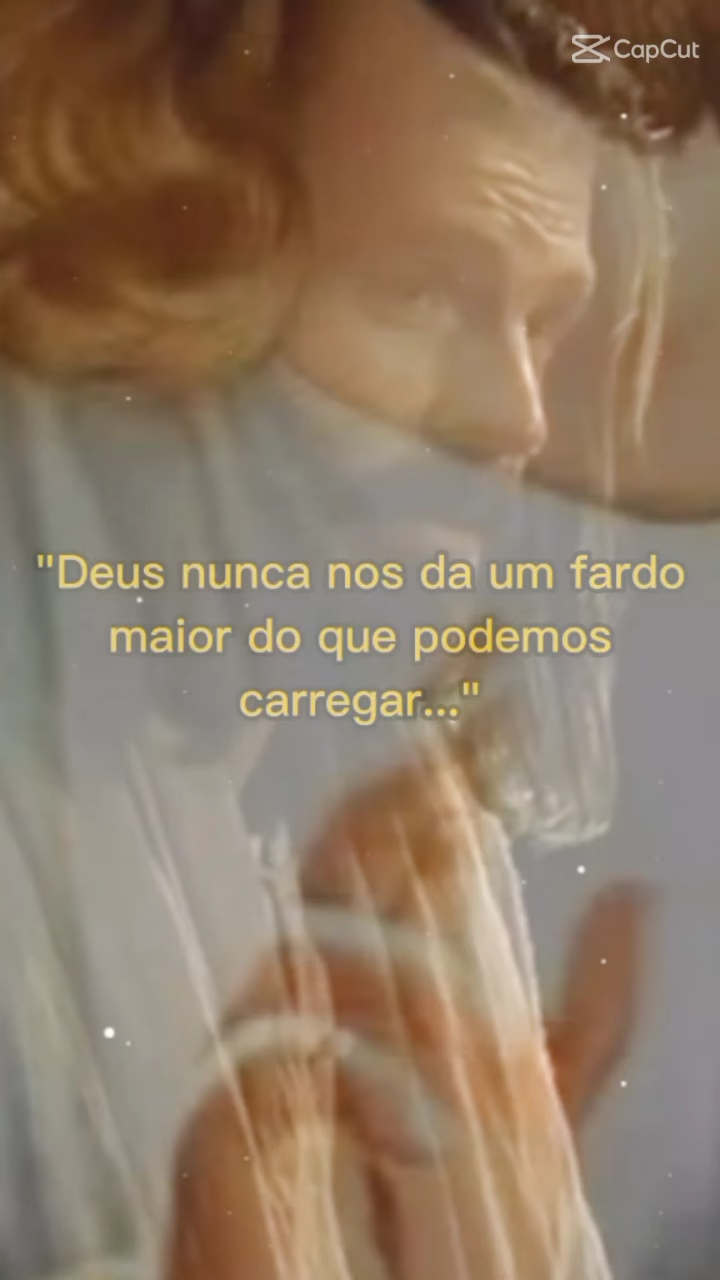 CapCut
"Deus nunca nos da um fardo
maior do que podemos
carregar..."